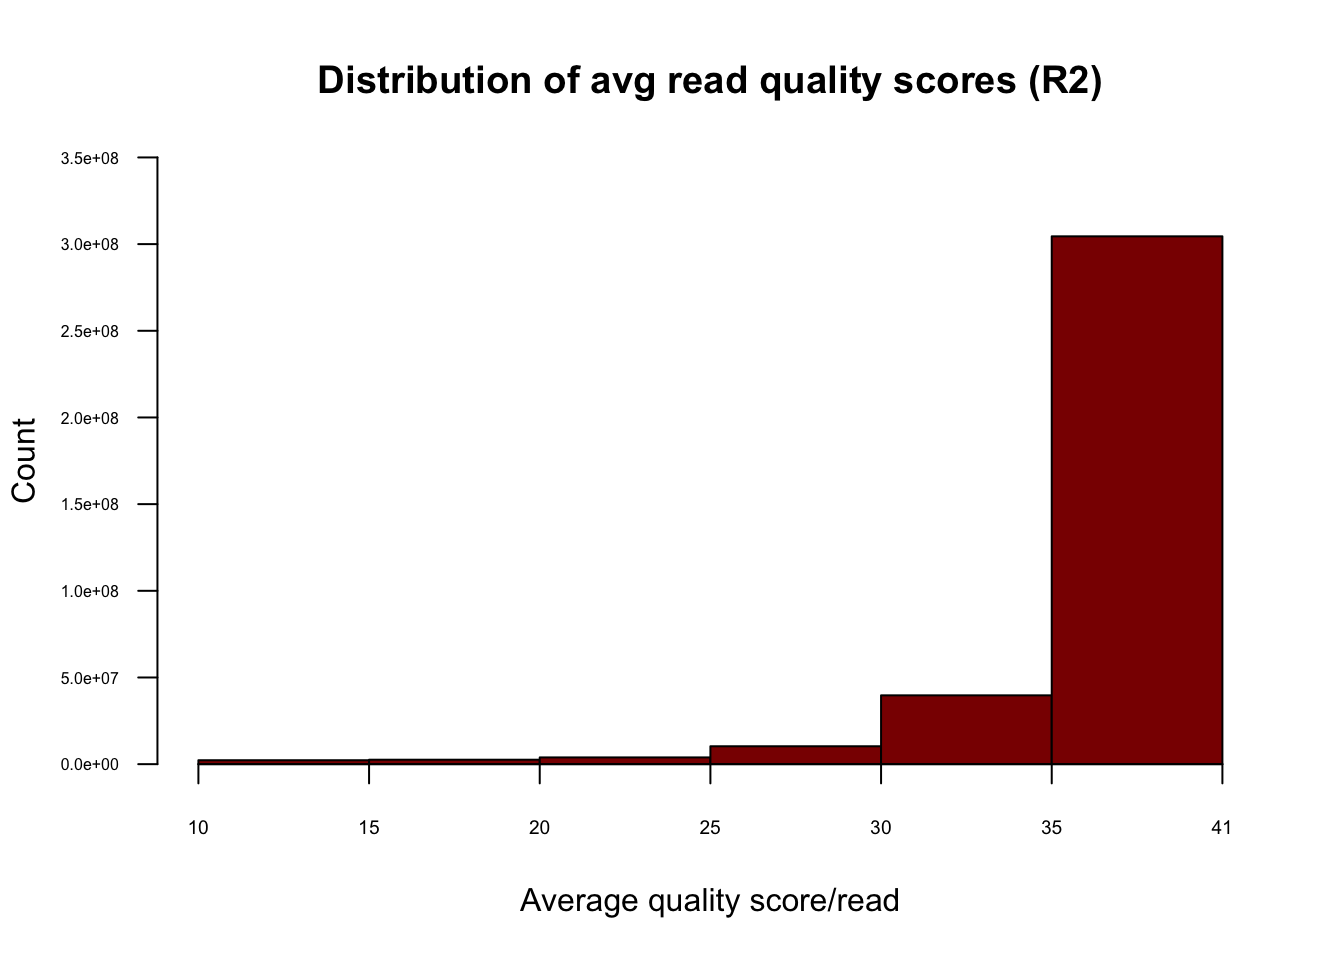 Distribution of avg read quality scores (R2)
3.5e+08
3.0e+08
2.5e+08
2.0e+08
1.5e+08
1.0e+08
5.0e+07
0.0e+00
Count
10 15 20 25 30 35 41
Average quality score/read